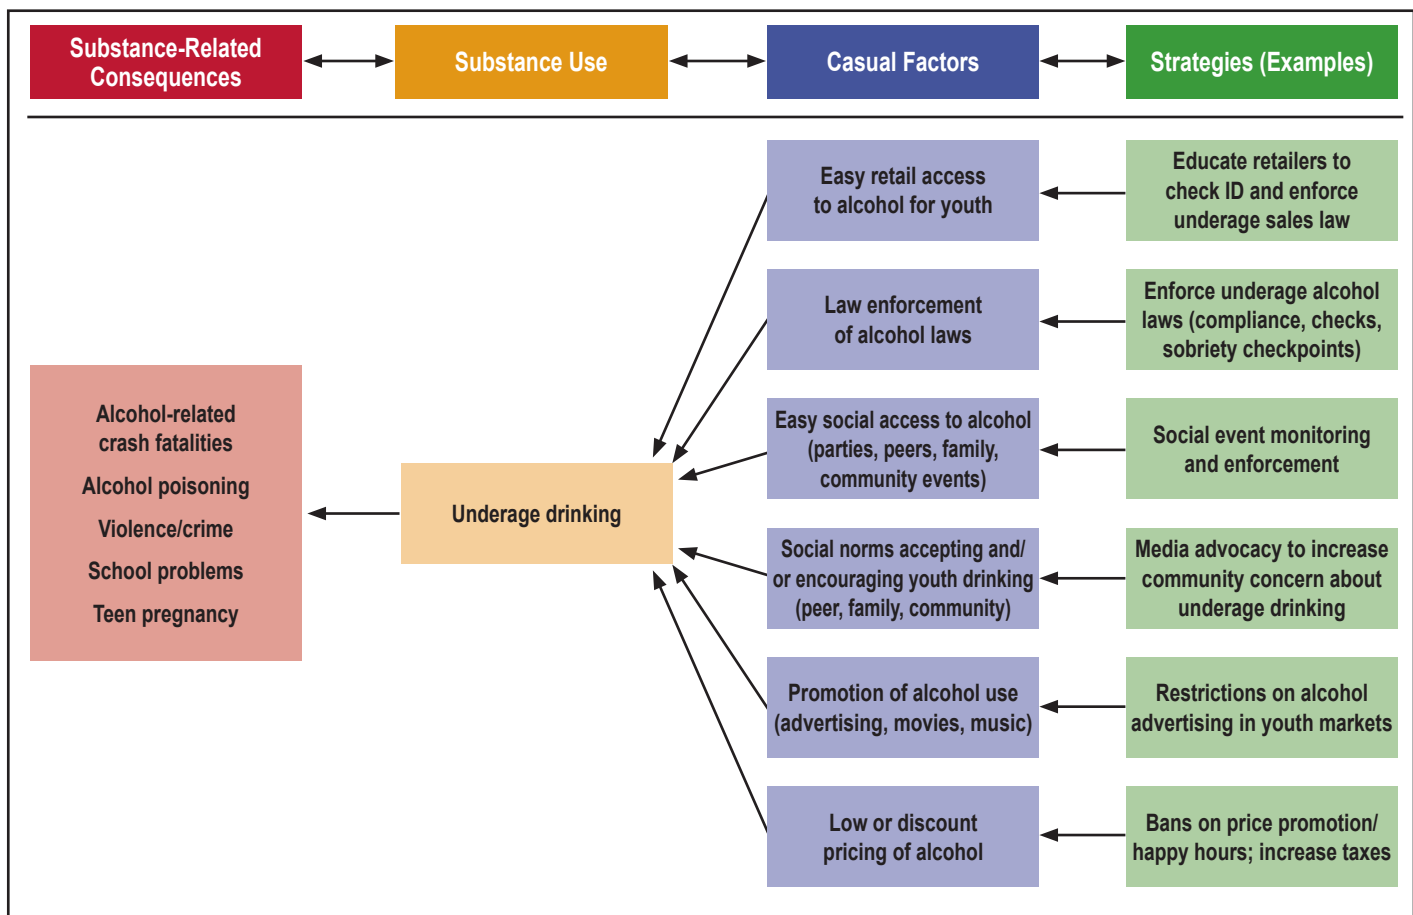 Substance-Related
Consequences
Substance Use
Casual Factors
Strategies (Examples)
Easy retail access
to alcohol for youth
Educate retailers to
check ID and enforce
underage sales law
Law enforcement
of alcohol laws
Enforce underage alcohol
laws (compliance, checks,
sobriety checkpoints)
Alcohol-related
crash fatalities
Alcohol poisoning
Violence/crime
School problems
Teen pregnancy
Underage drinking
Easy social access to alcohol
(parties, peers, family,
community events)
Social event monitoring
and enforcement
Social norms accepting and/
or encouraging youth drinking
(peer, family, community)
Media advocacy to increase
community concern about
underage drinking
Promotion of alcohol use
(advertising, movies, music)
Restrictions on alcohol
advertising in youth markets
Low or discount
pricing of alcohol
Bans on price promotion/
happy hours; increase taxes